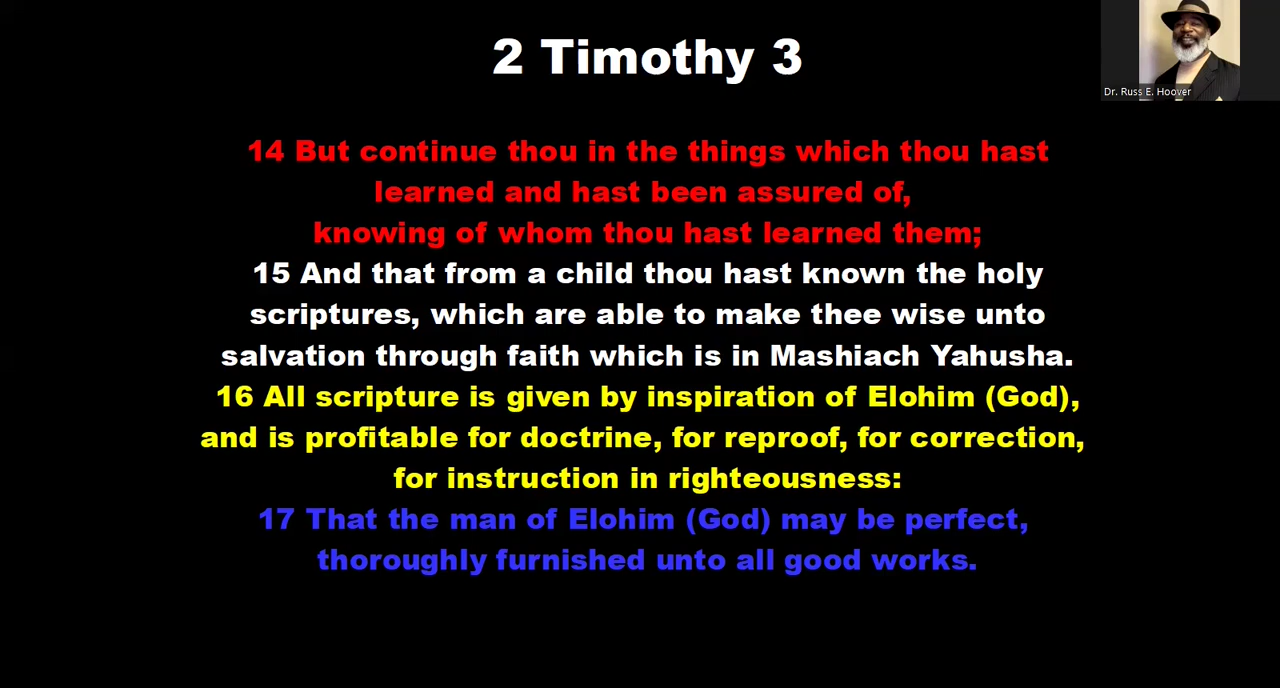 2 Timothy 3
Dr. Russ E. Hoover
14 But continue thou in the things which thou hast
learned and hast been assured of,
knowing of whom thou hast learned them;
15 And that from a child thou hast known the holy
scriptures, which are able to make thee wise unto
salvation through faith which is in Mashiach Yahusha.
16 All scripture is given by inspiration of Elohim (God),
and is profitable for doctrine, for reproof, for correction,
for instruction in righteousness:
17 That the man of Elohim (God) may be perfect,
thoroughly furnished unto all good works.